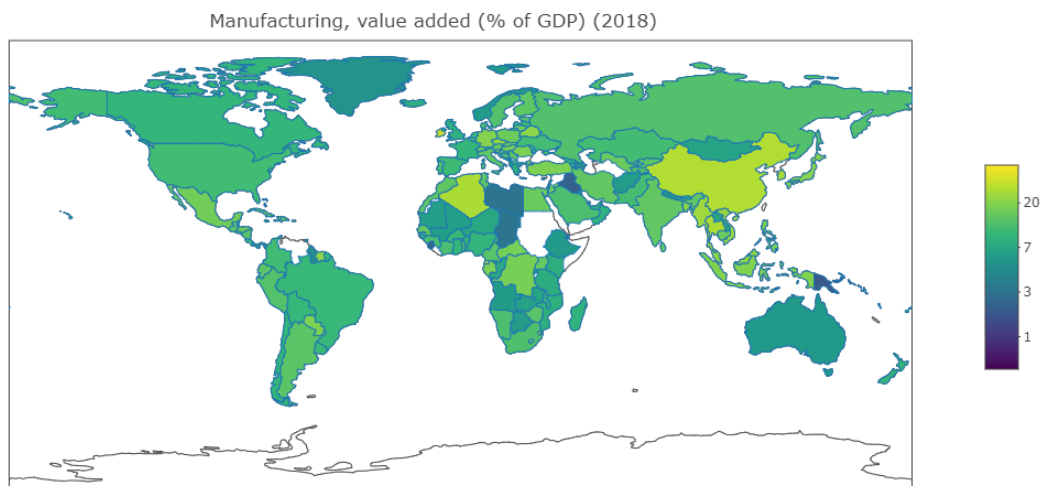 Manufacturing, value added (% of GDP) (2018)
20
7
3
1